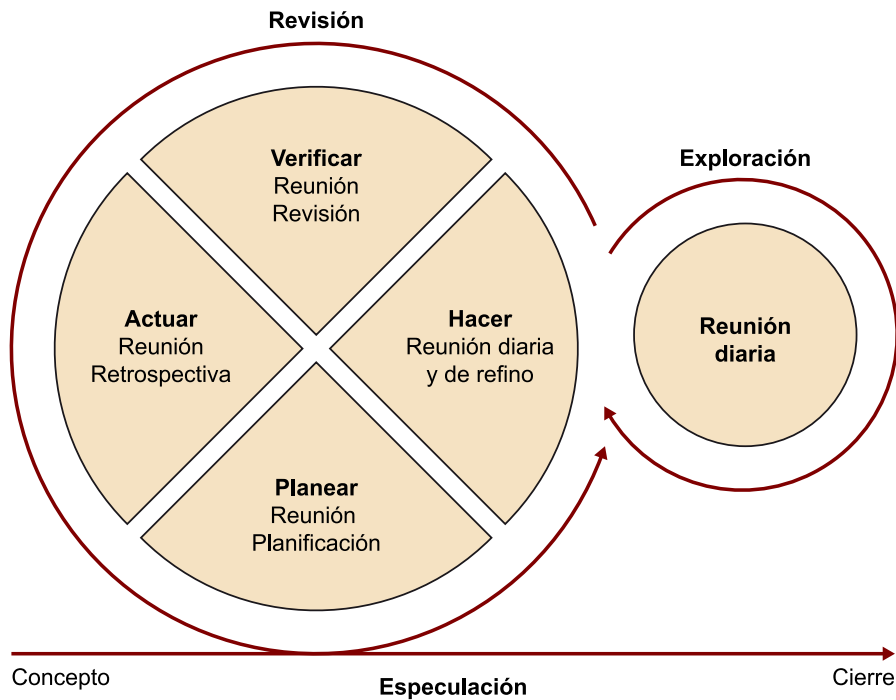 Revisión
Verificar
Reunión
Revisión
Exploración
Actuar
Reunión
Retrospectiva
Hacer
Reunión diaria
y de refino
Reunión
diaria
Planear
Reunión
Planificación
Concepto
Especulación
Cierre